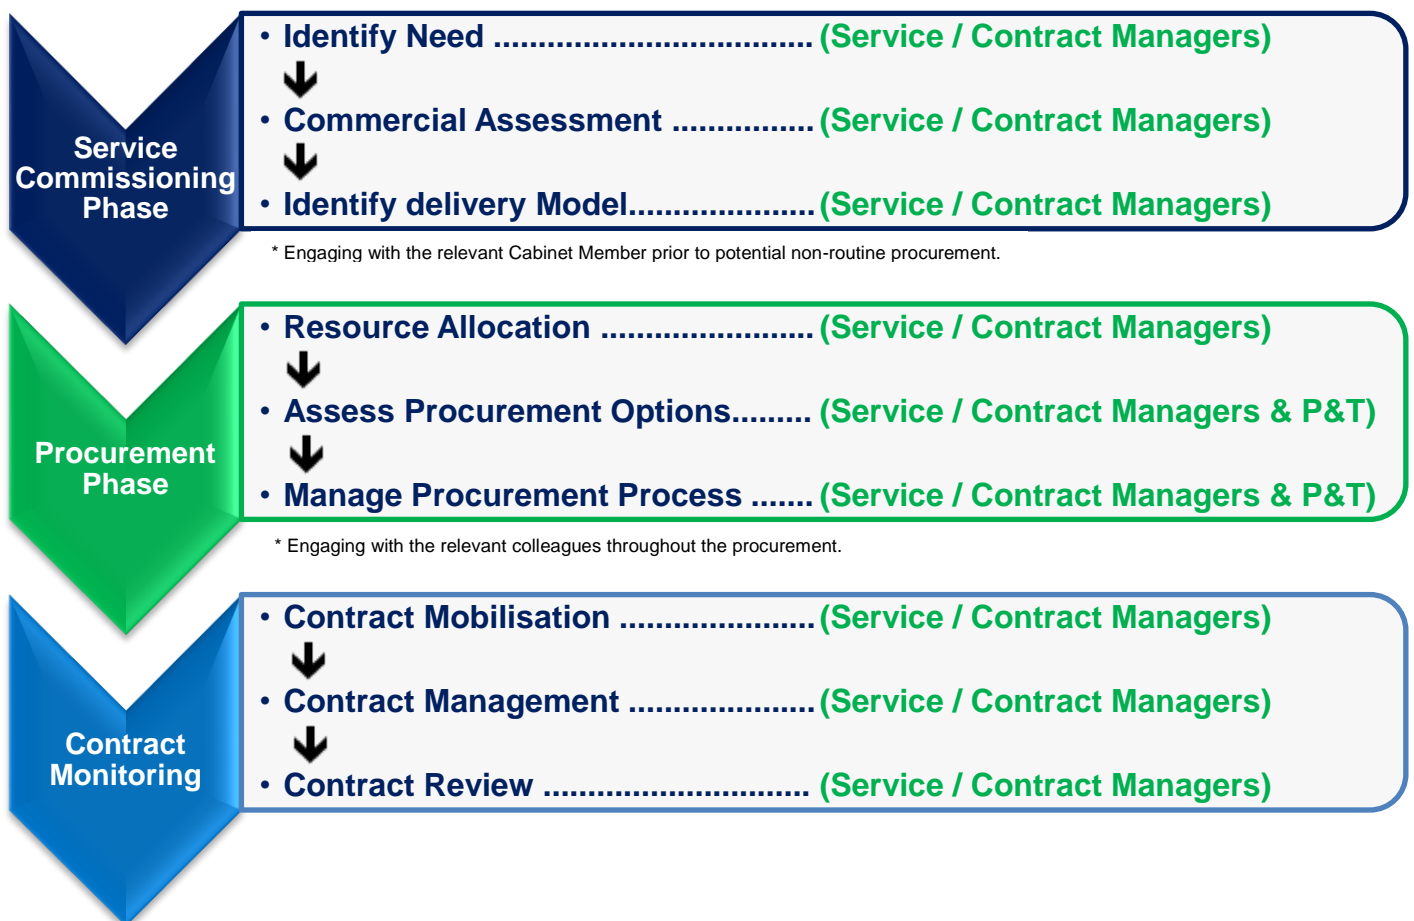 Service
Commissioning
Phase
• Identify Need .................................... (Service / Contract Managers)
• Commercial Assessment ................ (Service / Contract Managers)
• Identify delivery Model..................... (Service / Contract Managers)
* Engaging with the relevant Cabinet Member prior to potential non-routine procurement.
Procurement
Phase
• Resource Allocation ........................ (Service / Contract Managers)
• Assess Procurement Options......... (Service / Contract Managers & P&T)
• Manage Procurement Process ....... (Service / Contract Managers & P&T)
* Engaging with the relevant colleagues throughout the procurement.
Contract
Monitoring
• Contract Mobilisation ...................... (Service / Contract Managers)
• Contract Management ..................... (Service / Contract Managers)
• Contract Review .............................. (Service / Contract Managers)